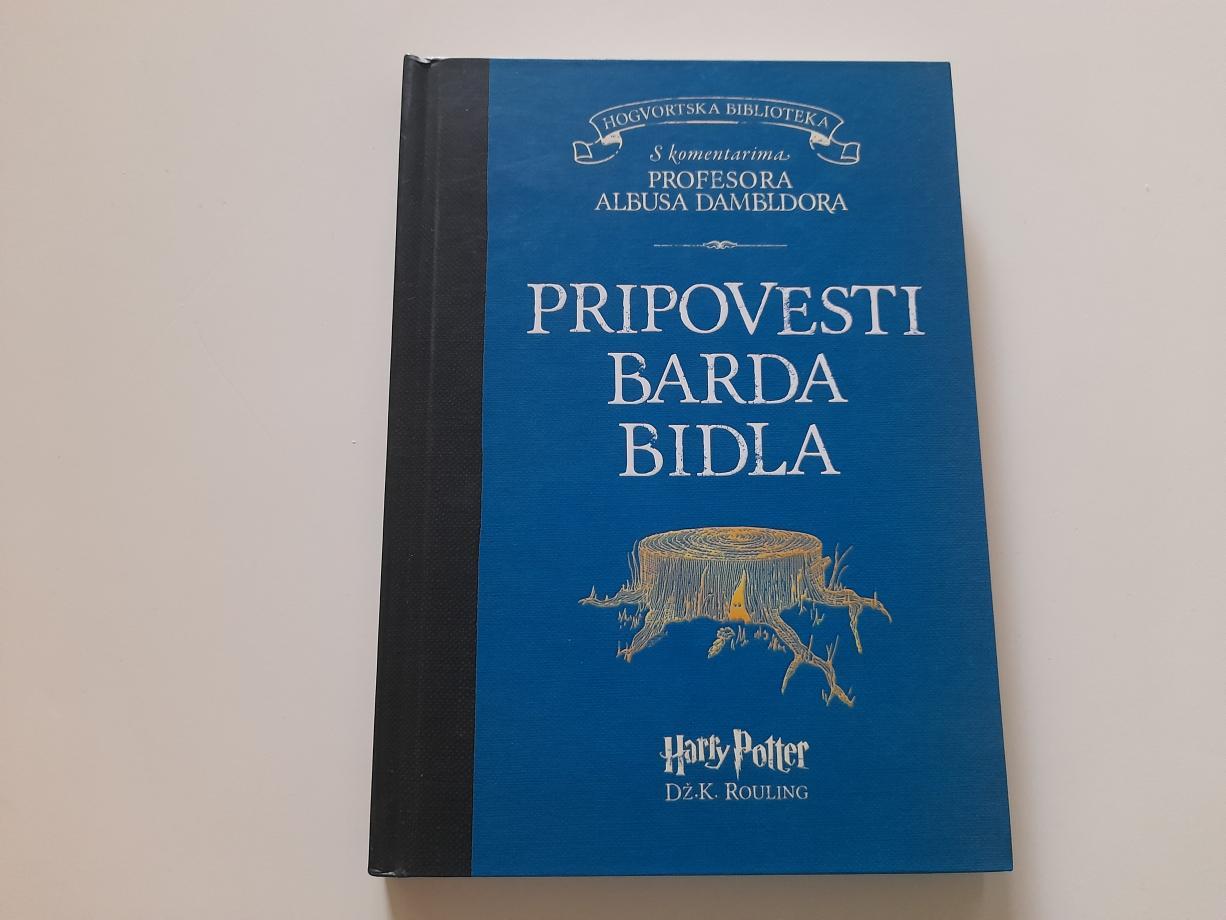 HOGVORTSKA BIBLIOTEKA
S komentarima
PROFESORA
ALBUSA DAMBLDORA
PRIPOVESTI
BARDA
BIDLA
Harry Potter
DŽ.K. ROULING